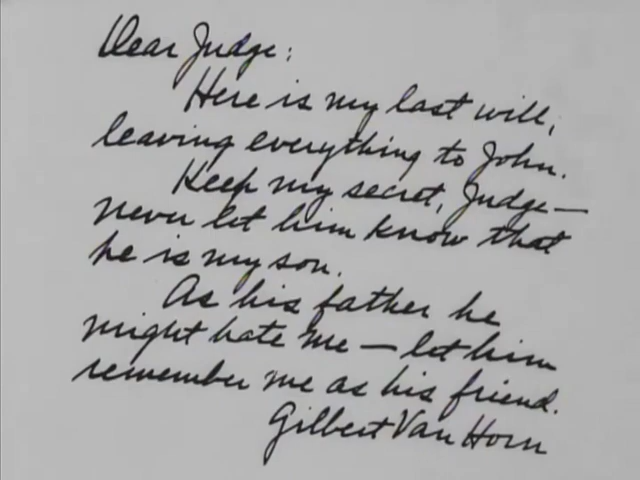 Dear Judge:
Here is my last will,
leaving everything to John.
Keep my secret, Judge—
never let him know that
he is my son.
As his father he
might hate me — let him
remember me as his friend.
Gilbert Van Horn